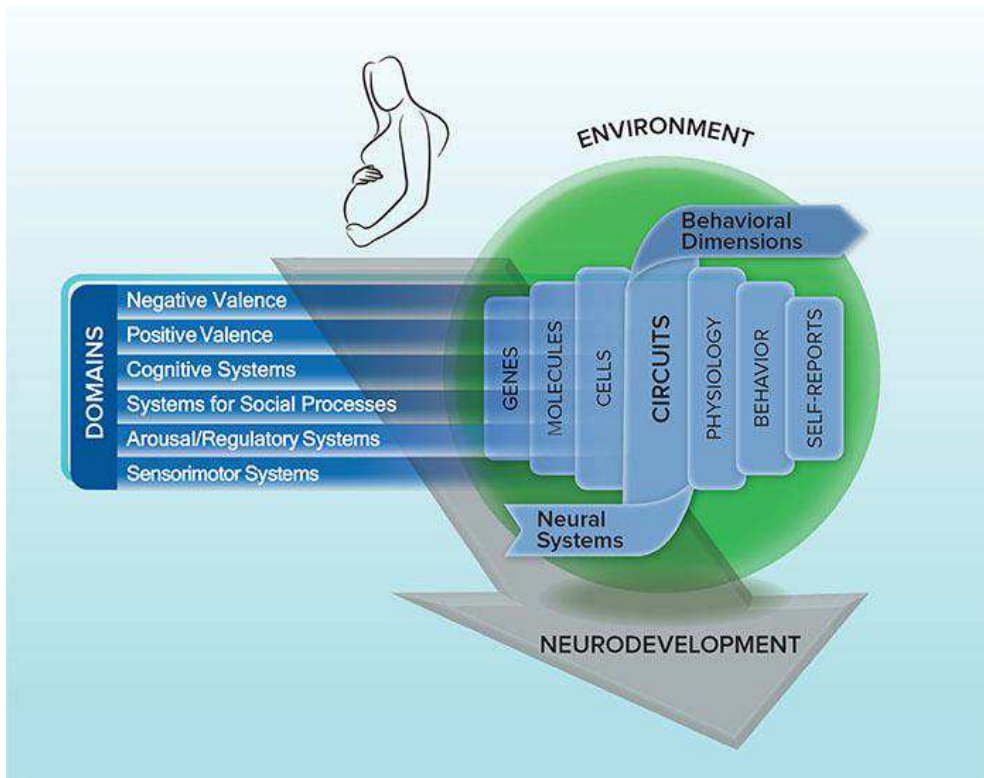 ENVIRONMENT
Behavioral
Dimensions
DOMAINS
Negative Valence
Positive Valence
Cognitive Systems
Systems for Social Processes
Arousal/Regulatory Systems
Sensorimotor Systems
GENES
MOLECULES
CELLS
CIRCUITS
PHYSIOLOGY
BEHAVIOR
SELF-REPORTS
Neural
Systems
NEURODEVELOPMENT